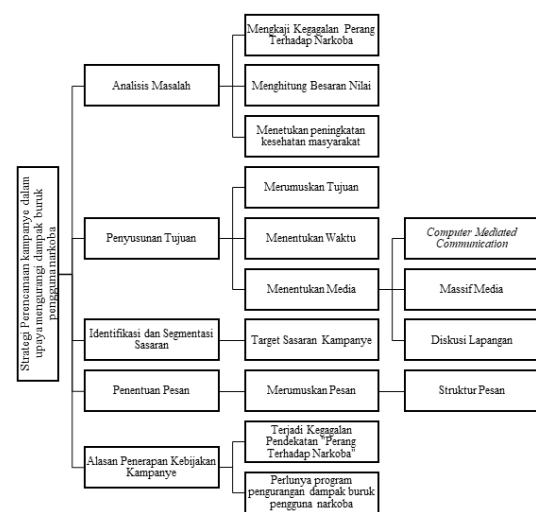 Strategi Perencanaan kampanye dalam
upaya mengurangi dampak buruk
pengguna narkoba
Analisis Masalah
Mengkaji Kegagalan Perang
Terhadap Narkoba
Menghitung Besaran Nilai
Menetukan peningkatan
kesehatan masyarakat
Penyusunan Tujuan
Merumuskan Tujuan
Menentukan Waktu
Menentukan Media
Computer Mediated
Communication
Massif Media
Diskusi Lapangan
Identifikasi dan Segmentasi
Sasaran
Target Sasaran Kampanye
Penentuan Pesan
Merumuskan Pesan
Struktur Pesan
Alasan Penerapan Kebijakan
Kampanye
Terjadi Kegagalan
Pendekatan "Perang
Terhadap Narkoba"
Perlunya program
pengurangan dampak buruk
pengguna narkoba